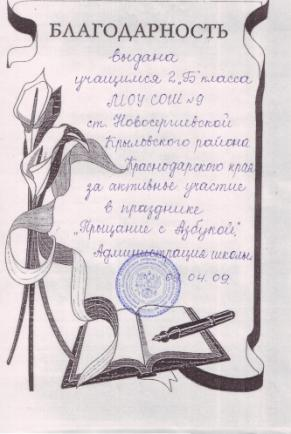 БЛАГОДАРНОСТЬ
выдана
учащимся 2 „Б" класса
МОУ СОШ №9
ст. Новосергиевской
Крыловского района
Краснодарского края
за активное участие
в празднике
„Прощание с Азбукой".
Администрация школы
09.04.09